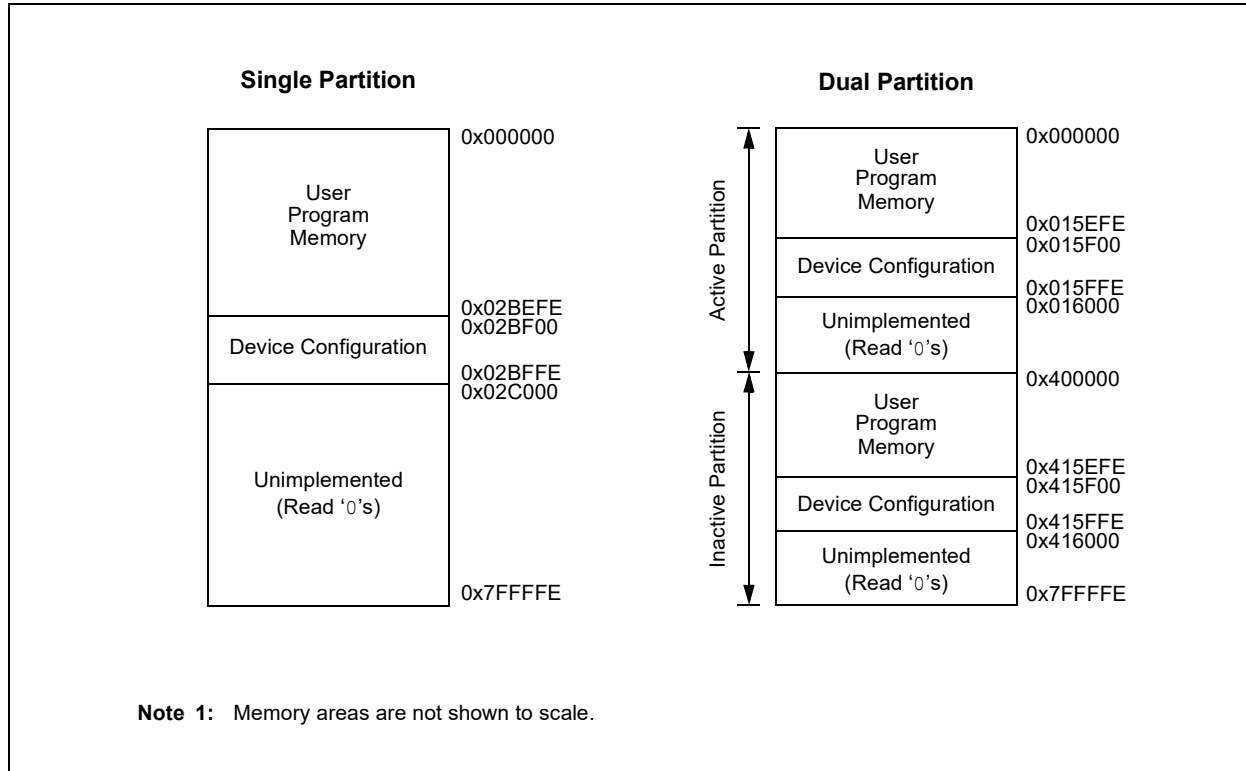 Single Partition
0x000000
User
Program
Memory
0x02BEFE
0x02BF00
Device Configuration
0x02BFFE
0x02C000
Unimplemented
(Read ‘0’s)
0x7FFFFE
Dual Partition
Active Partition
0x000000
User
Program
Memory
0x015EFE
0x015F00
Device Configuration
0x015FFE
0x016000
Unimplemented
(Read ‘0’s)
Inactive Partition
0x400000
User
Program
Memory
0x415EFE
0x415F00
Device Configuration
0x415FFE
0x416000
Unimplemented
(Read ‘0’s)
0x7FFFFE
Note 1: Memory areas are not shown to scale.